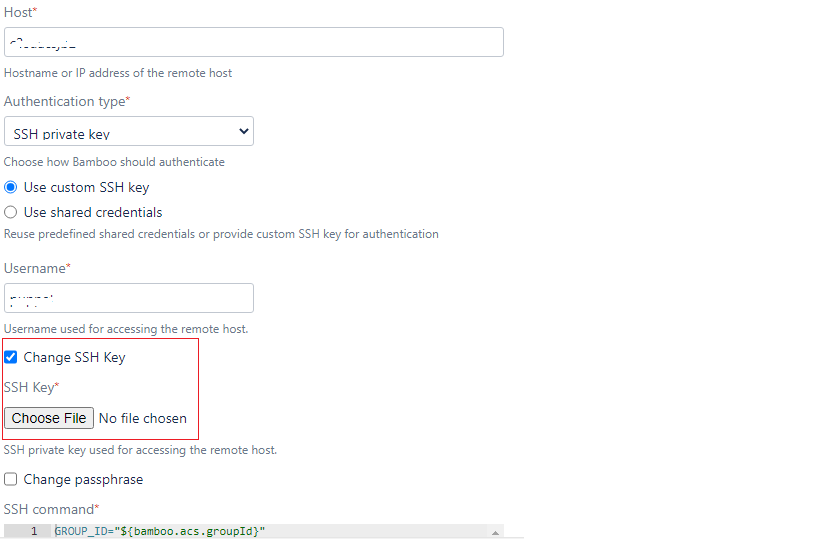 Host*
Hostname or IP address of the remote host
Authentication type*
SSH private key
Choose how Bamboo should authenticate
Use custom SSH key
Use shared credentials
Reuse predefined shared credentials or provide custom SSH key for authentication
Username*
Username used for accessing the remote host.
Change SSH Key
SSH Key*
Choose File No file chosen
SSH private key used for accessing the remote host.
Change passphrase
SSH command*
1 GROUP_ID="${bamboo.acs.groupId}"